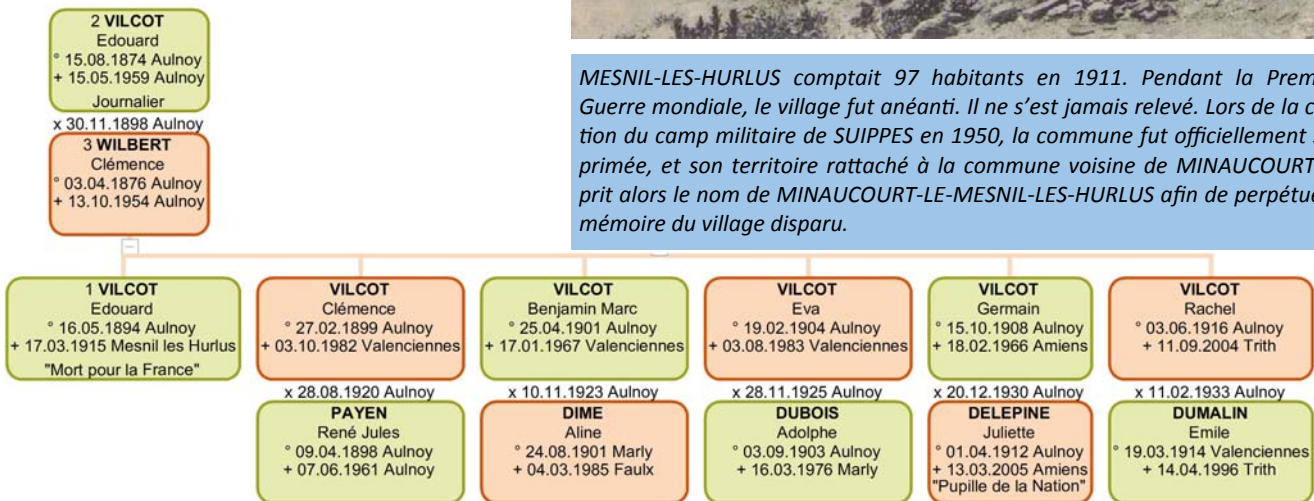 2 VILCOT
Edouard
° 15.08.1874 Aulnoy
+ 15.05.1959 Aulnoy
Journalier
x 30.11.1898 Aulnoy
3 WILBERT
Clémence
° 03.04.1876 Aulnoy
+ 13.10.1954 Aulnoy
MESNIL-LES-HURLUS comptait 97 habitants en 1911. Pendant la Prem
Guerre mondiale, le village fut anéanti. Il ne s’est jamais relevé. Lors de la c
tion du camp militaire de SUIPPES en 1950, la commune fut officiellement
primée, et son territoire rattaché à la commune voisine de MINAUCOURT
prit alors le nom de MINAUCOURT-LE-MESNIL-LES-HURLUS afin de perpétue
mémoire du village disparu.
1 VILCOT
Edouard
° 16.05.1894 Aulnoy
+ 17.03.1915 Mesnil les Hurlus
"Mort pour la France"
VILCOT
Clémence
° 27.02.1899 Aulnoy
+ 03.10.1982 Valenciennes
x 28.08.1920 Aulnoy
PAYEN
René Jules
° 09.04.1898 Aulnoy
+ 07.06.1961 Aulnoy
VILCOT
Benjamin Marc
° 25.04.1901 Aulnoy
+ 17.01.1967 Valenciennes
x 10.11.1923 Aulnoy
DIME
Aline
° 24.08.1901 Marly
+ 04.03.1985 Faulx
VILCOT
Eva
° 19.02.1904 Aulnoy
+ 03.08.1983 Valenciennes
x 28.11.1925 Aulnoy
DUBOIS
Adolphe
° 03.09.1903 Aulnoy
+ 16.03.1976 Marly
VILCOT
Germain
° 15.10.1908 Aulnoy
+ 18.02.1966 Amiens
x 20.12.1930 Aulnoy
DELEPINE
Juliette
° 01.04.1912 Aulnoy
+ 13.03.2005 Amiens
"Pupille de la Nation"
VILCOT
Rachel
° 03.06.1916 Aulnoy
+ 11.09.2004 Trith
x 11.02.1933 Aulnoy
DUMALIN
Emile
° 19.03.1914 Valenciennes
+ 14.04.1996 Trith